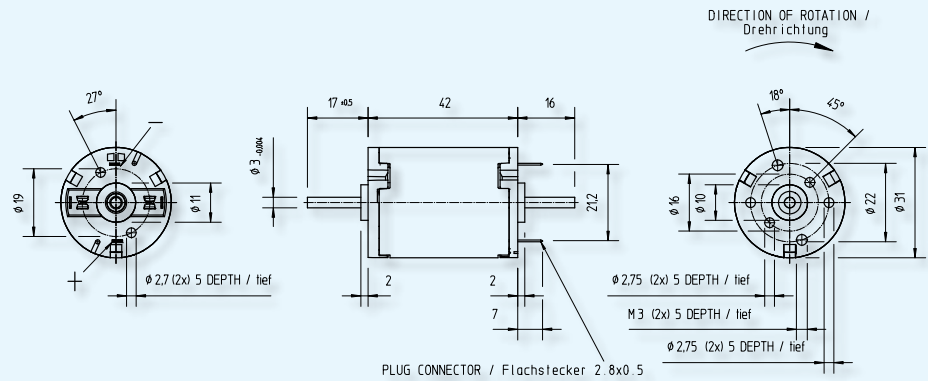 DIRECTION OF ROTATION /
Drehrichtung
27°
17 ±0.5
42
16
18°
45°
ϕ 3 -0,004
ϕ 19
ϕ 11
21,2
ϕ 16
ϕ 10
ϕ 22
ϕ 31
+
−
ϕ 2,7 (2x) 5 DEPTH / tief
2
2
7
ϕ 2,75 (2x) 5 DEPTH / tief
M 3 (2x) 5 DEPTH / tief
ϕ 2,75 (2x) 5 DEPTH / tief
PLUG CONNECTOR / Flachstecker 2.8x0.5